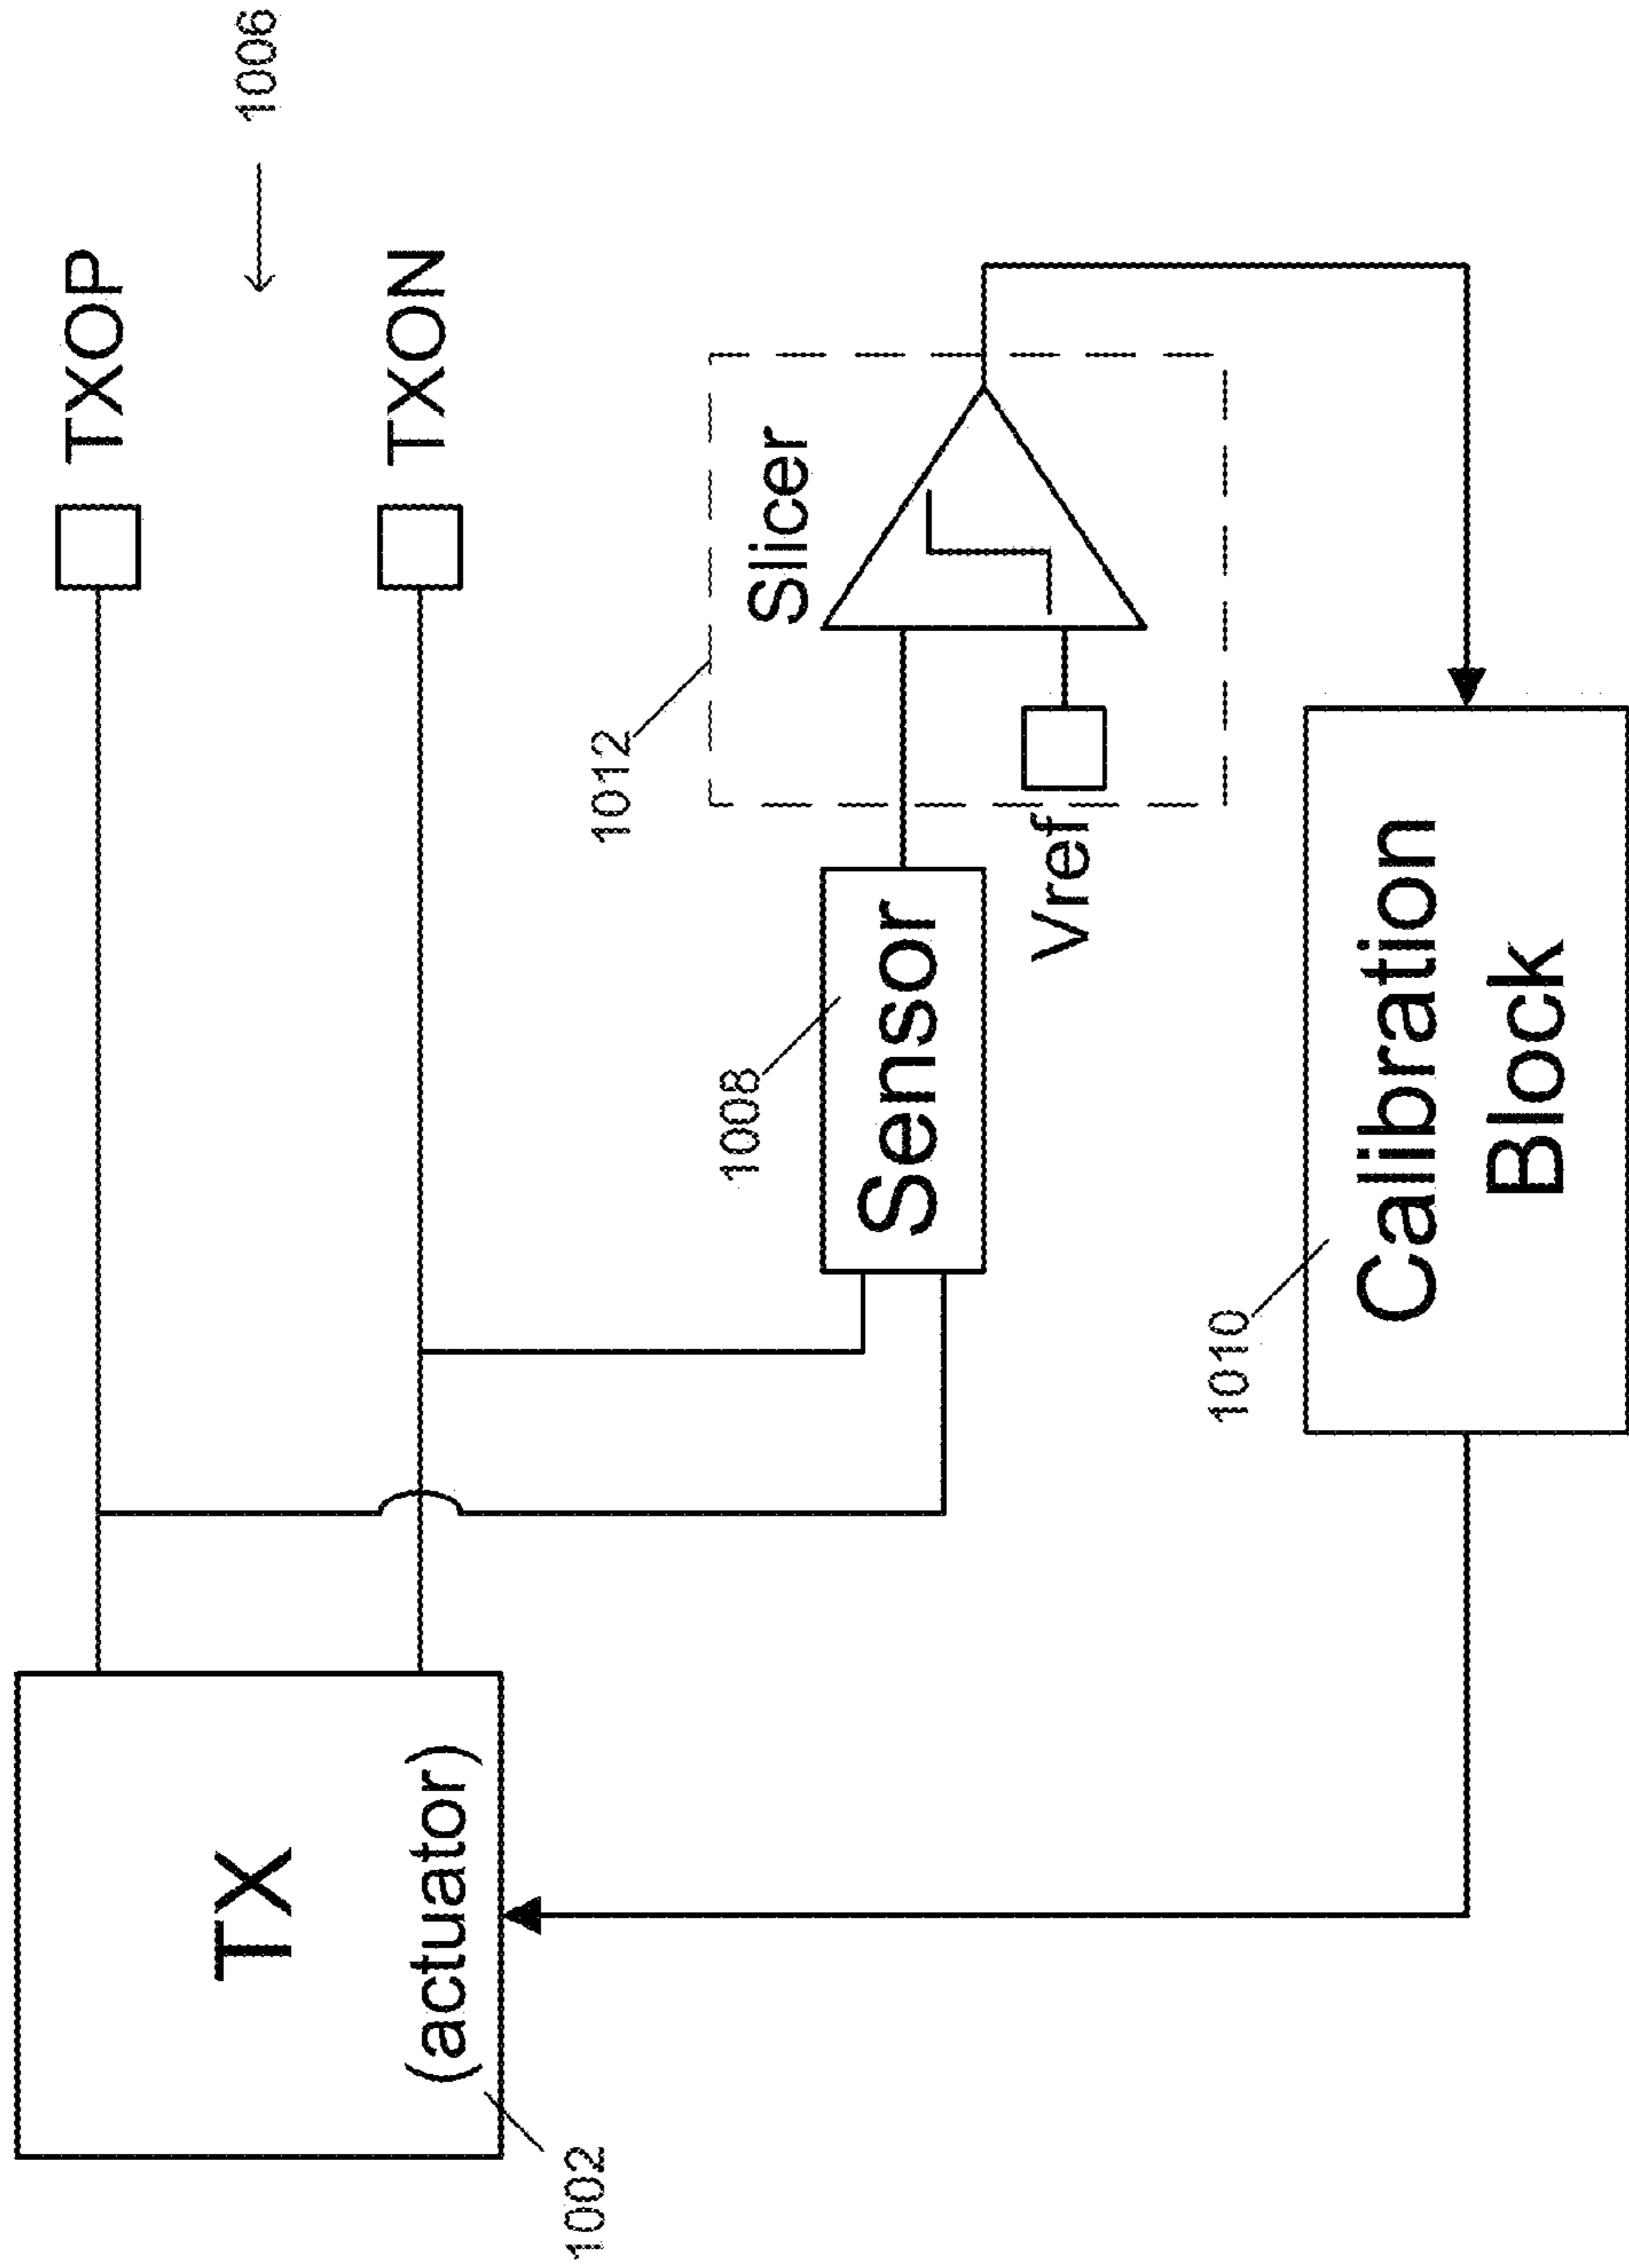 TXOP
1006
TXON
TX
(actuator)
1002
1012
Slicer
1008
Sensor
Vref
1010
Calibration
Block